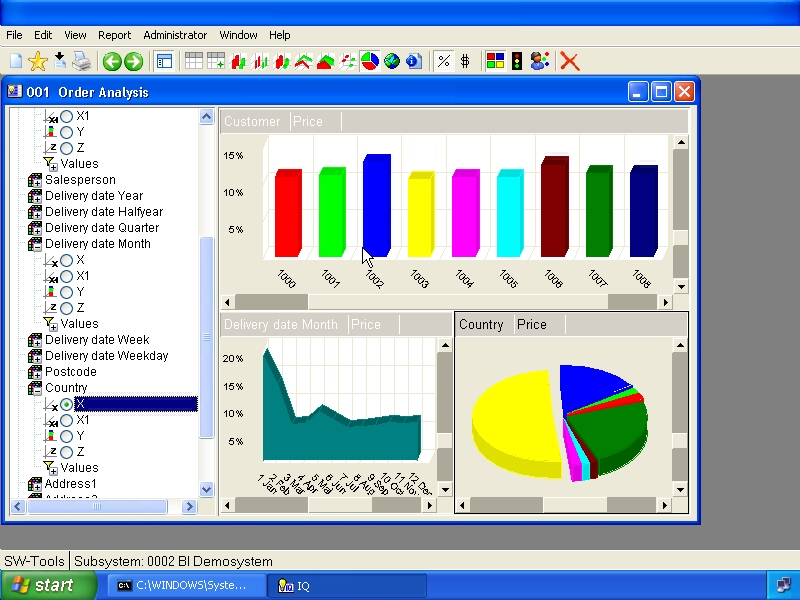 File Edit View Report Administrator Window Help
% $
001 Order Analysis
X1
Y
Z
Values
Salesperson
Delivery date Year
Delivery date Halfyear
Delivery date Quarter
Delivery date Month
X
X1
Y
Z
Values
Delivery date Week
Delivery date Weekday
Postcode
Country
X
X1
Y
Z
Values
Address1
Customer Price
15%
10%
5%
1000 1001 1002 1003 1004 1005 1006 1007 1008
Delivery date Month Price
20%
15%
10%
5%
1 Jan 2 Feb 3 Mar 4 Apr 5 Maj 6 Jun 7 Jul 8 Aug 9 Sep 10 Oct 11 Nov 12 Dec
Country Price
SW-Tools Subsystem: 0002 BI Demosystem
start C:\WINDOWS\Syste... IQ